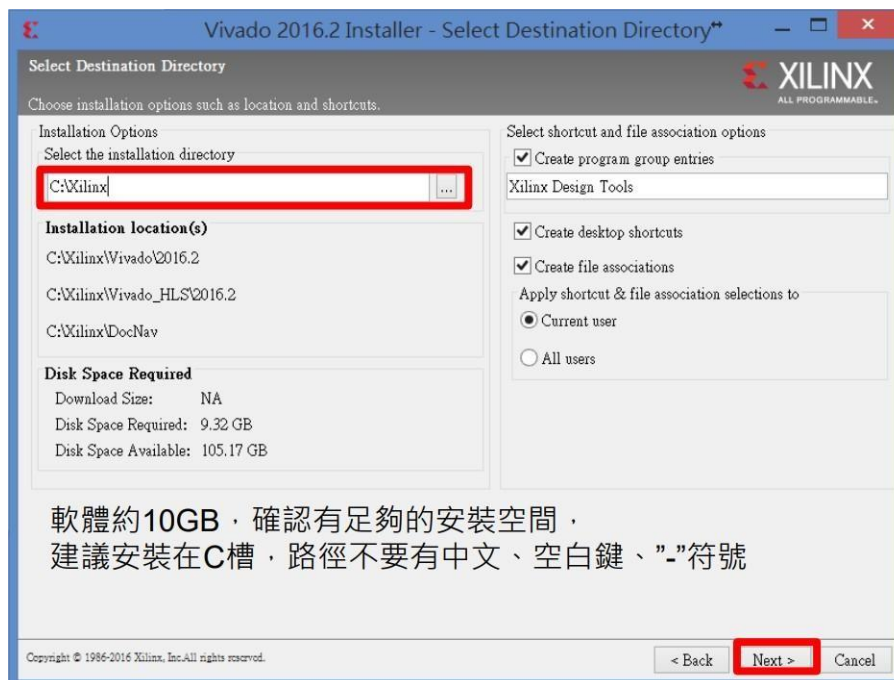 Vivado 2016.2 Installer - Select Destination Directory
Select Destination Directory
Choose installation options such as location and shortcuts.
XILINX
ALL PROGRAMMABLE.
Installation Options
Select the installation directory
C:\Xilinx
...
Installation location(s)
C:\Xilinx\Vivado\2016.2
C:\Xilinx\Vivado_HLS\2016.2
C:\Xilinx\DocNav
Disk Space Required
Download Size: NA
Disk Space Required: 9.32 GB
Disk Space Available: 105.17 GB
Select shortcut and file association options
Create program group entries
Xilinx Design Tools
Create desktop shortcuts
Create file associations
Apply shortcut & file association selections to
Current user
All users
軟體約10GB，確認有足夠的安裝空間，
建議安裝在C槽，路徑不要有中文、空白鍵、"-"符號
Copyright © 1986-2016 Xilinx, Inc.All rights reserved.
< Back
Next >
Cancel